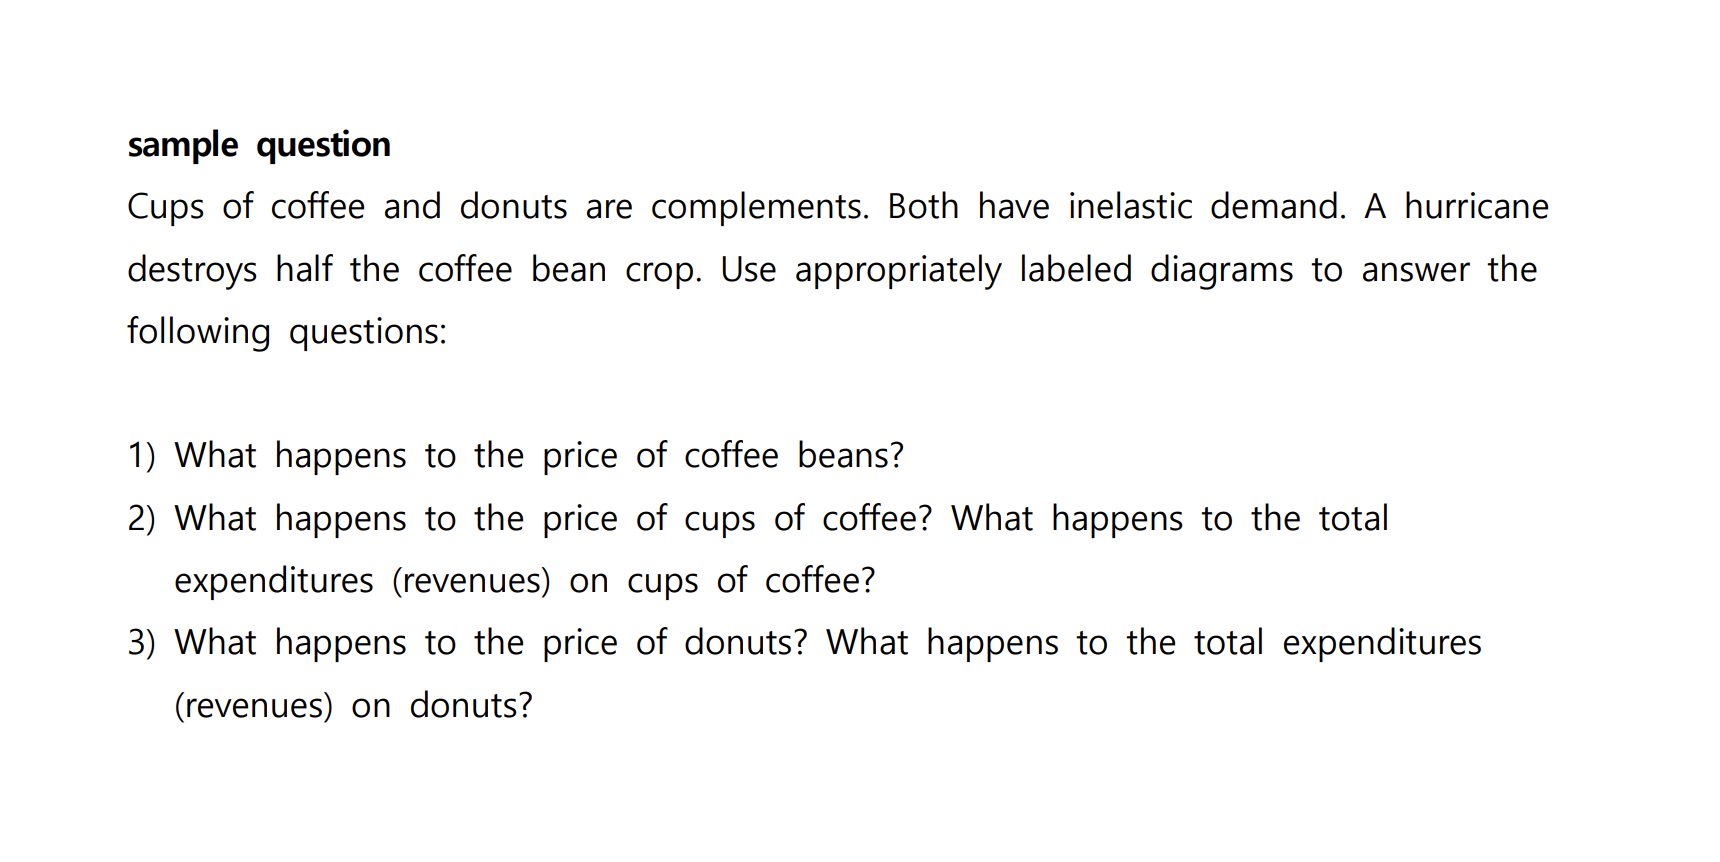 sample question
Cups of coffee and donuts are complements. Both have inelastic demand. A hurricane
destroys half the coffee bean crop. Use appropriately labeled diagrams to answer the
following questions:
1) What happens to the price of coffee beans?
2) What happens to the price of cups of coffee? What happens to the total
expenditures (revenues) on cups of coffee?
3) What happens to the price of donuts? What happens to the total expenditures
(revenues) on donuts?